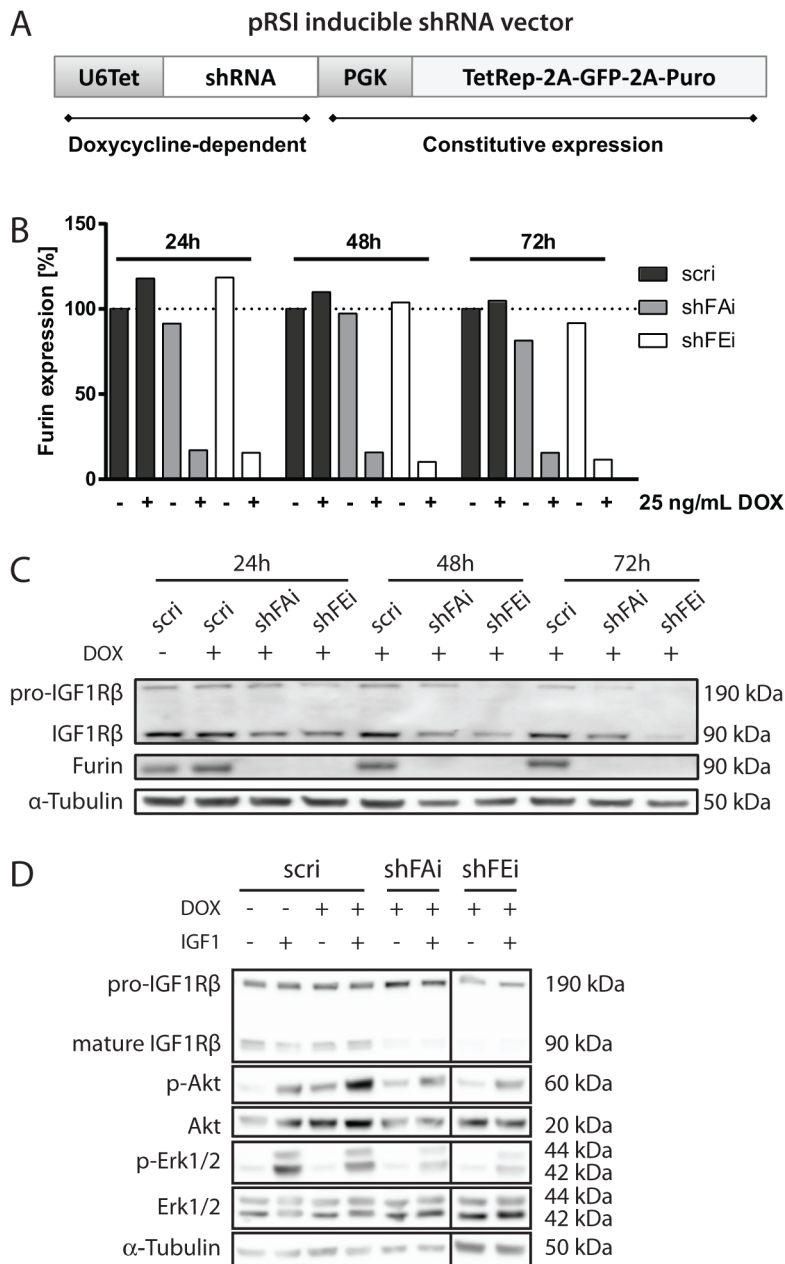 A
pRSI inducible shRNA vector
U6Tet shRNA PGK TetRep-2A-GFP-2A-Puro
Doxycycline-dependent Constitutive expression
B
Furin expression [%]
150
100
50
0
24h 48h 72h
scri
shFAi
shFEi
- + - + - + - + - + - + - + - + - + 25 ng/mL DOX
C
24h 48h 72h
scri scri shFAi shFEi scri shFAi shFEi scri shFAi shFEi
DOX - + + + + + + + + +
pro-IGF1Rβ 190 kDa
IGF1Rβ 90 kDa
Furin 90 kDa
α-Tubulin 50 kDa
D
scri shFAi shFEi
DOX - - + + + + + +
IGF1 - + - + - + - +
pro-IGF1Rβ 190 kDa
mature IGF1Rβ 90 kDa
p-Akt 60 kDa
Akt 20 kDa
p-Erk1/2 44 kDa
42 kDa
Erk1/2 44 kDa
42 kDa
α-Tubulin 50 kDa